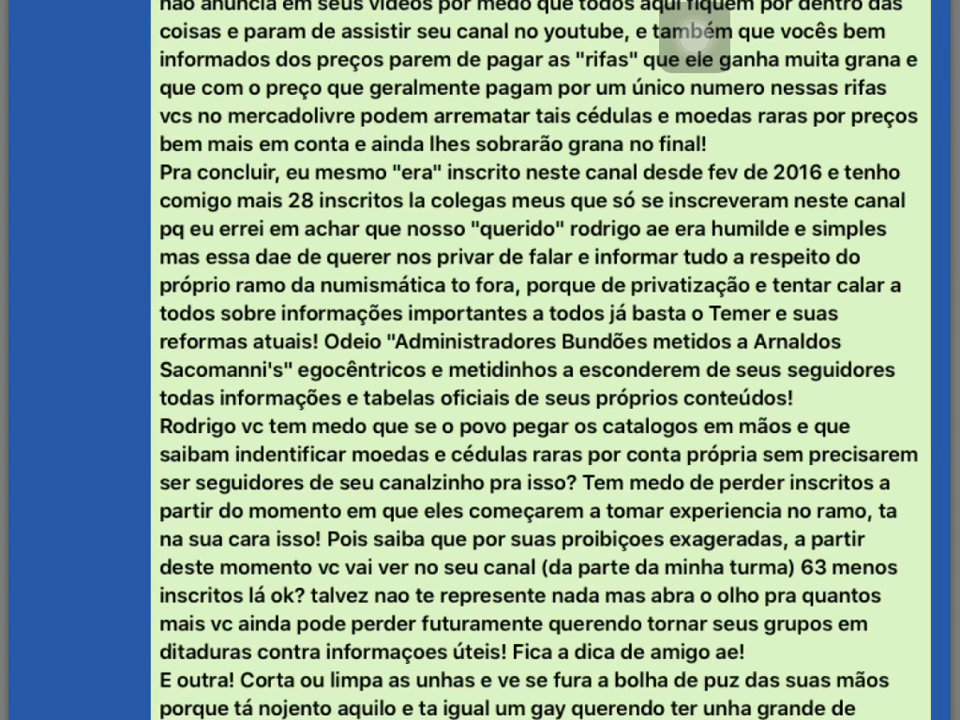 não anuncia em seus vídeos por medo que todos aqui fiquem por dentro das
coisas e param de assistir seu canal no youtube, e também que vocês bem
informados dos preços parem de pagar as "rifas" que ele ganha muita grana e
que com o preço que geralmente pagam por um único numero nessas rifas
vcs no mercadolivre podem arrematar tais cédulas e moedas raras por preços
bem mais em conta e ainda lhes sobrarão grana no final!
Pra concluir, eu mesmo "era" inscrito neste canal desde fev de 2016 e tenho
comigo mais 28 inscritos la colegas meus que só se inscreveram neste canal
pq eu errei em achar que nosso "querido" rodrigo ae era humilde e simples
mas essa dae de querer nos privar de falar e informar tudo a respeito do
próprio ramo da numismática to fora, porque de privatização e tentar calar a
todos sobre informações importantes a todos já basta o Temer e suas
reformas atuais! Odeio "Administradores Bundões metidos a Arnaldos
Sacomanni's" egocêntricos e metidinhos a esconderem de seus seguidores
todas informações e tabelas oficiais de seus próprios conteúdos!
Rodrigo vc tem medo que se o povo pegar os catalogos em mãos e que
saibam indentificar moedas e cédulas raras por conta própria sem precisarem
ser seguidores de seu canalzinho pra isso? Tem medo de perder inscritos a
partir do momento em que eles começarem a tomar experiencia no ramo, ta
na sua cara isso! Pois saiba que por suas proibiçoes exageradas, a partir
deste momento vc vai ver no seu canal (da parte da minha turma) 63 menos
inscritos lá ok? talvez nao te represente nada mas abra o olho pra quantos
mais vc ainda pode perder futuramente querendo tornar seus grupos em
ditaduras contra informaçoes úteis! Fica a dica de amigo ae!
E outra! Corta ou limpa as unhas e ve se fura a bolha de puz das suas mãos
porque tá nojento aquilo e ta igual um gay querendo ter unha grande de